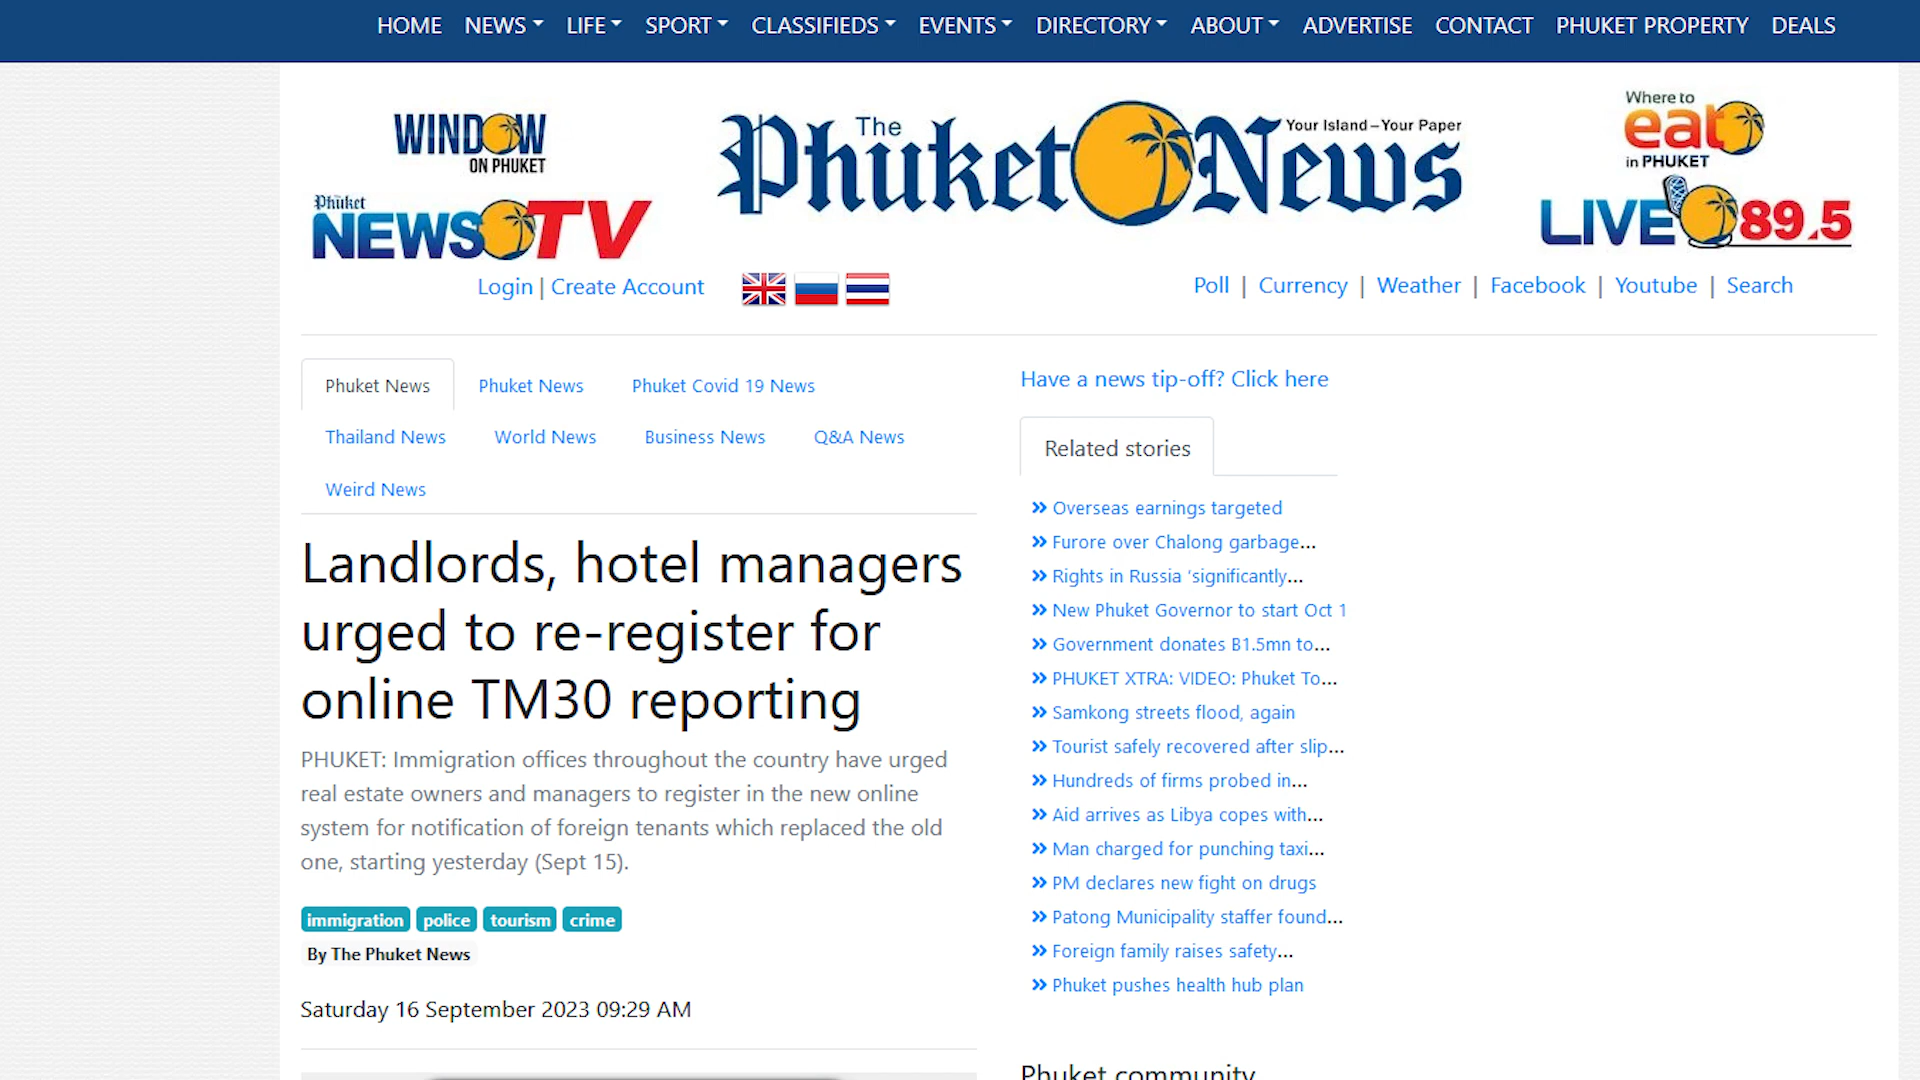 HOME NEWS LIFE SPORT CLASSIFIEDS EVENTS DIRECTORY ABOUT ADVERTISE CONTACT PHUKET PROPERTY DEALS
WINDOW
ON PHUKET
Phuket
NEWS TV
The
Phuket News
Your Island – Your Paper
Where to
eat
in PHUKET
LIVE 89.5
Login | Create Account
Poll | Currency | Weather | Facebook | Youtube | Search
Phuket News Phuket News Phuket Covid 19 News
Thailand News World News Business News Q&A News
Weird News
Landlords, hotel managers
urged to re-register for
online TM30 reporting
PHUKET: Immigration offices throughout the country have urged
real estate owners and managers to register in the new online
system for notification of foreign tenants which replaced the old
one, starting yesterday (Sept 15).
immigration police tourism crime
By The Phuket News
Saturday 16 September 2023 09:29 AM
Have a news tip-off? Click here
Related stories
» Overseas earnings targeted
» Furore over Chalong garbage...
» Rights in Russia ‘significantly...
» New Phuket Governor to start Oct 1
» Government donates B1.5mn to...
» PHUKET XTRA: VIDEO: Phuket To...
» Samkong streets flood, again
» Tourist safely recovered after slip...
» Hundreds of firms probed in...
» Aid arrives as Libya copes with...
» Man charged for punching taxi...
» PM declares new fight on drugs
» Patong Municipality staffer found...
» Foreign family raises safety...
» Phuket pushes health hub plan
Phuket community